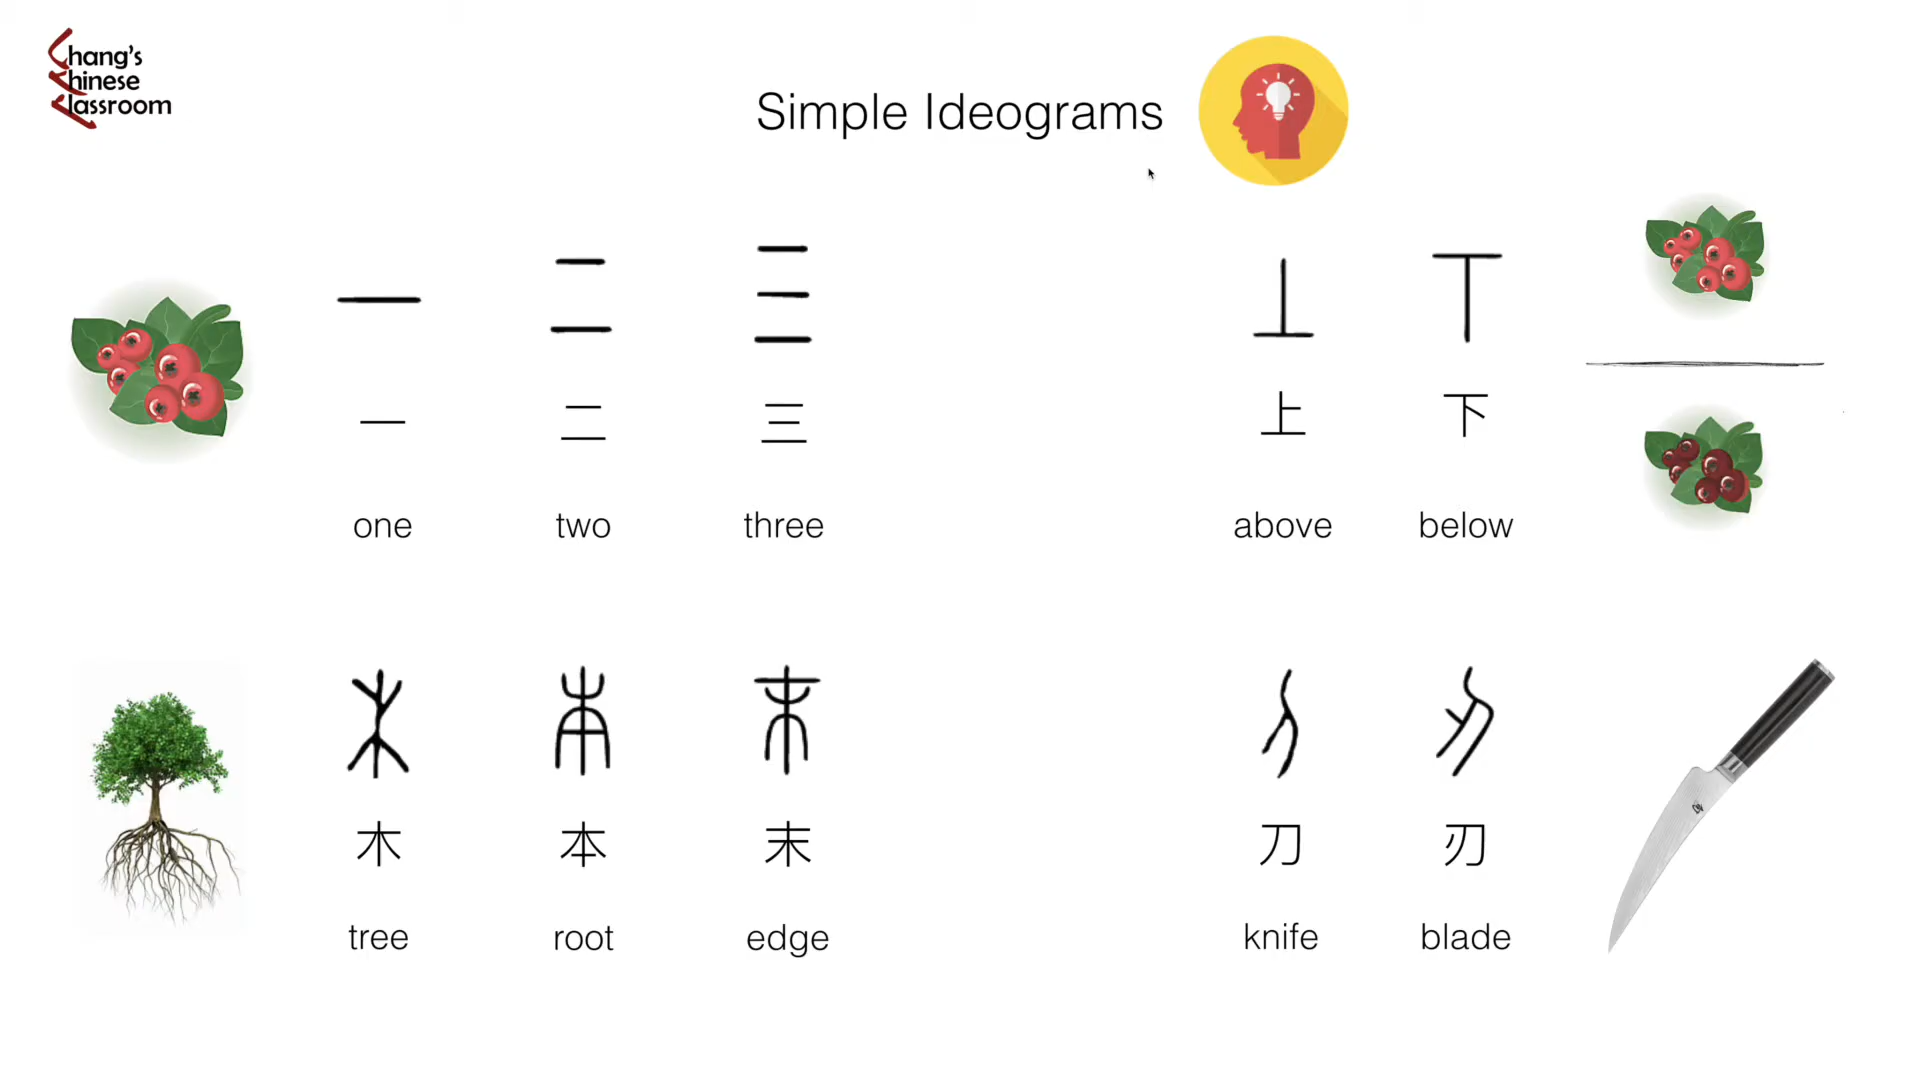 Chang's
Chinese
Classroom
Simple Ideograms
一 二 三
one two three
上 下
above below
木 本 末
tree root edge
刀 刃
knife blade